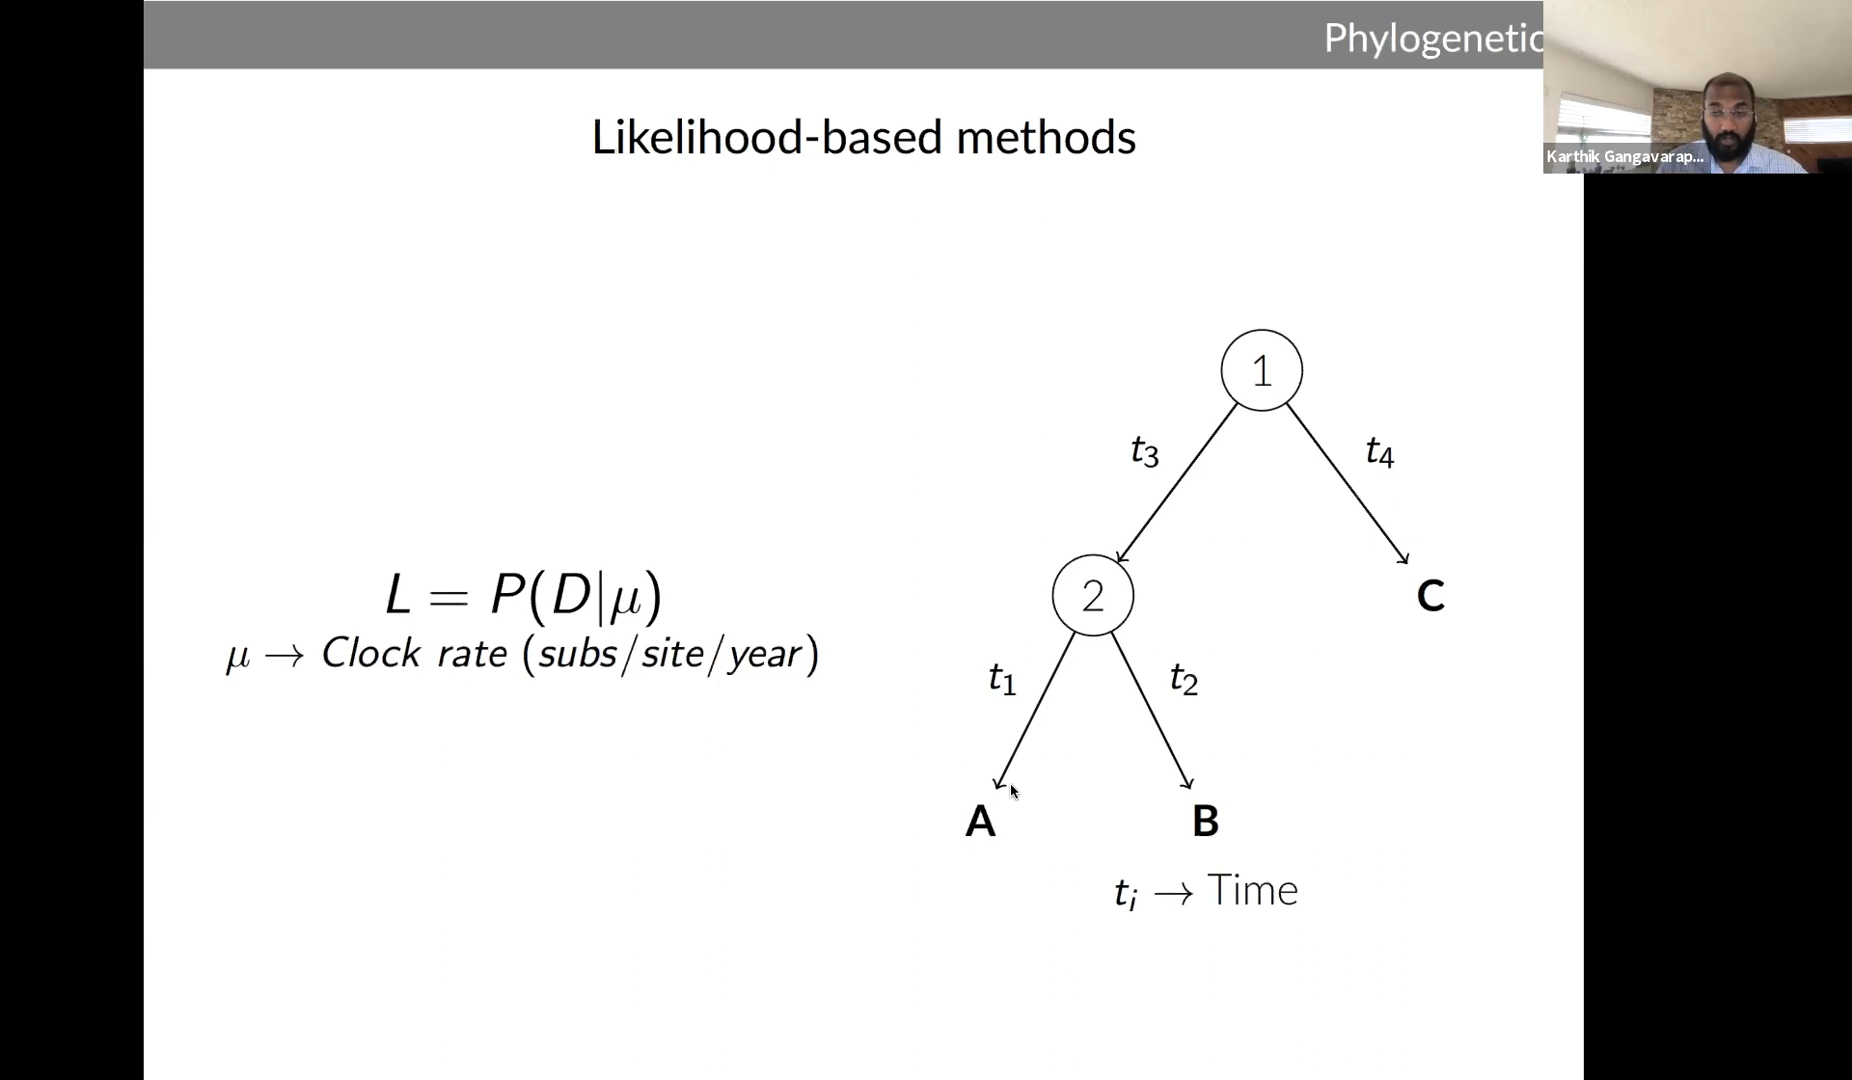 Phylogenetic
Karthik Gangavarap...
Likelihood-based methods
1
t3
t4
2
C
L = P(D|μ)
μ → Clock rate (subs/site/year)
t1
t2
A
B
ti → Time